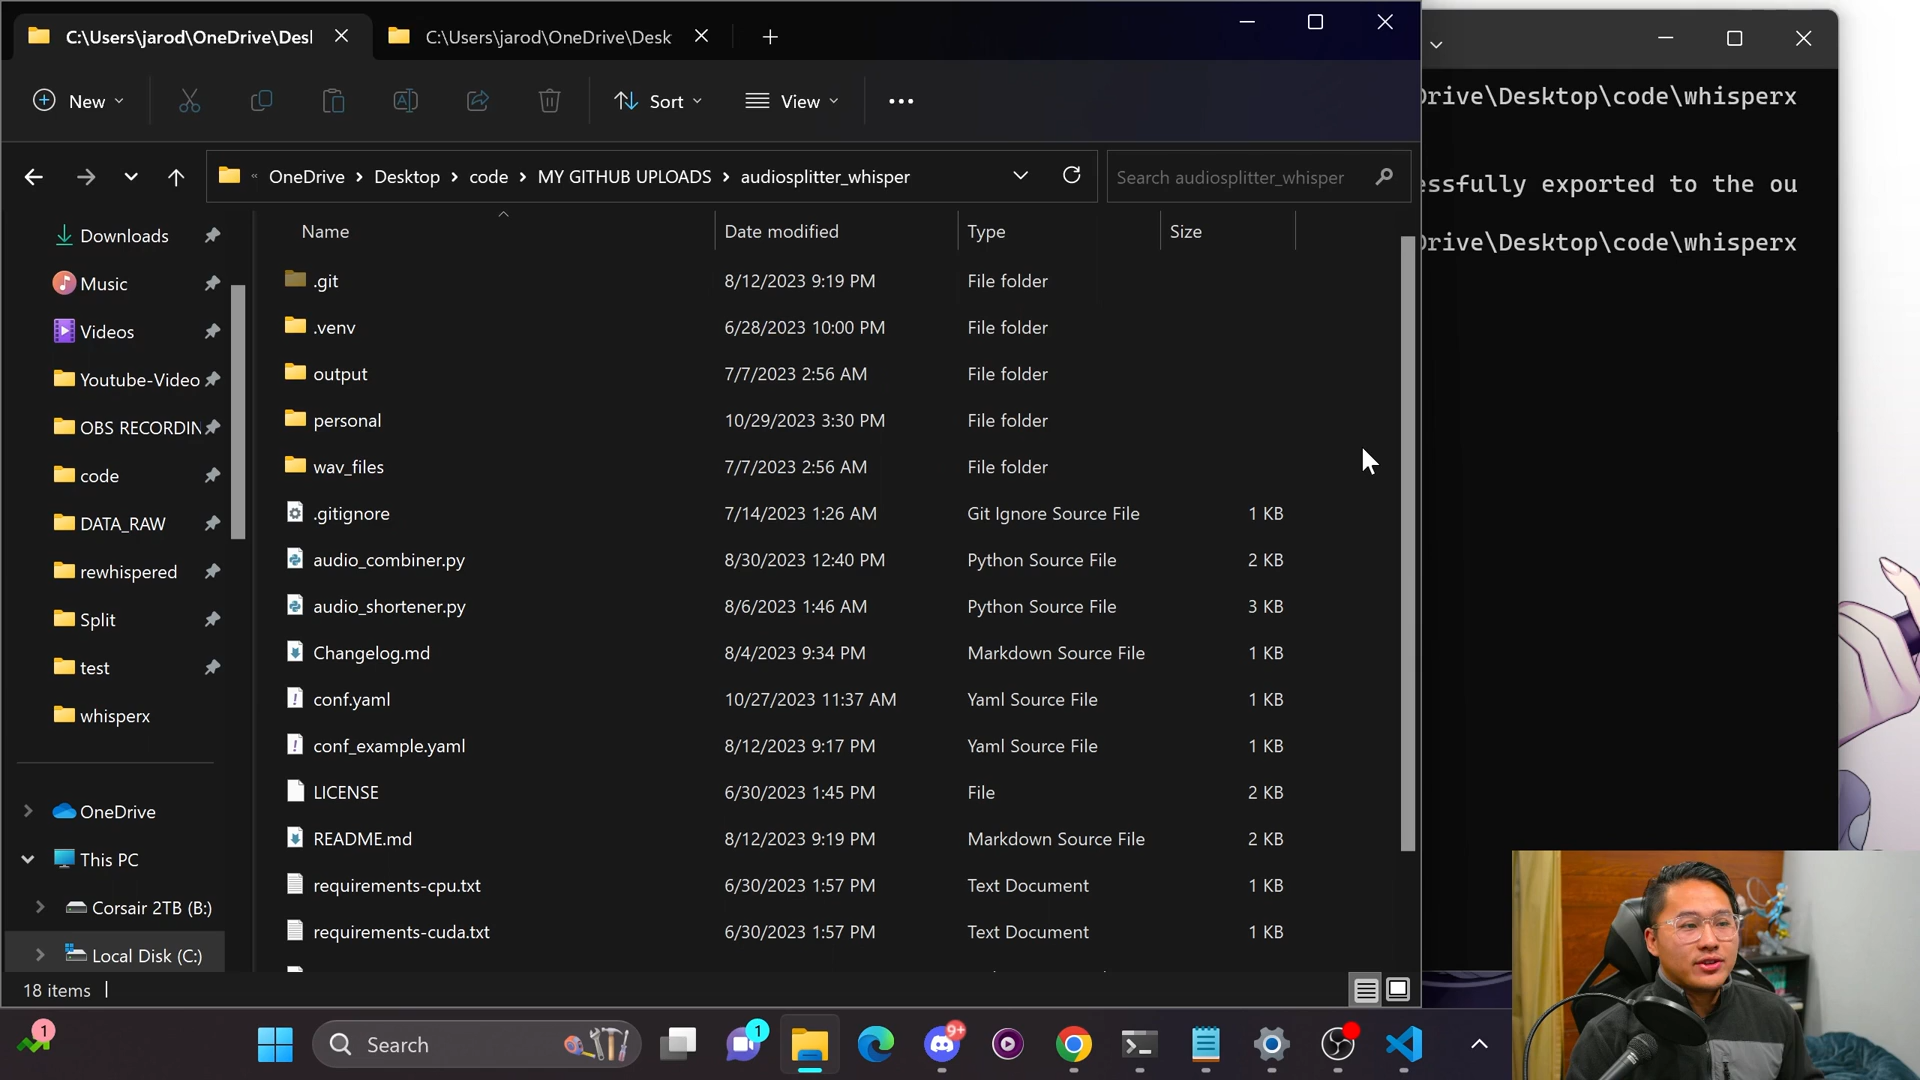 C:\Users\jarod\OneDrive\Desl
C:\Users\jarod\OneDrive\Desk
New
Sort
View
« OneDrive > Desktop > code > MY GITHUB UPLOADS > audiosplitter_whisper
Search audiosplitter_whisper
Drive\Desktop\code\whisperx
essfully exported to the ou
Drive\Desktop\code\whisperx
Downloads
Music
Videos
Youtube-Video
OBS RECORDIN
code
DATA_RAW
rewhispered
Split
test
whisperx
OneDrive
This PC
Corsair 2TB (B:)
Local Disk (C:)
Name Date modified Type Size
.git 8/12/2023 9:19 PM File folder
.venv 6/28/2023 10:00 PM File folder
output 7/7/2023 2:56 AM File folder
personal 10/29/2023 3:30 PM File folder
wav_files 7/7/2023 2:56 AM File folder
.gitignore 7/14/2023 1:26 AM Git Ignore Source File 1 KB
audio_combiner.py 8/30/2023 12:40 PM Python Source File 2 KB
audio_shortener.py 8/6/2023 1:46 AM Python Source File 3 KB
Changelog.md 8/4/2023 9:34 PM Markdown Source File 1 KB
conf.yaml 10/27/2023 11:37 AM Yaml Source File 1 KB
conf_example.yaml 8/12/2023 9:17 PM Yaml Source File 1 KB
LICENSE 6/30/2023 1:45 PM File 2 KB
README.md 8/12/2023 9:19 PM Markdown Source File 2 KB
requirements-cpu.txt 6/30/2023 1:57 PM Text Document 1 KB
requirements-cuda.txt 6/30/2023 1:57 PM Text Document 1 KB
18 items
1
Search
1
9+